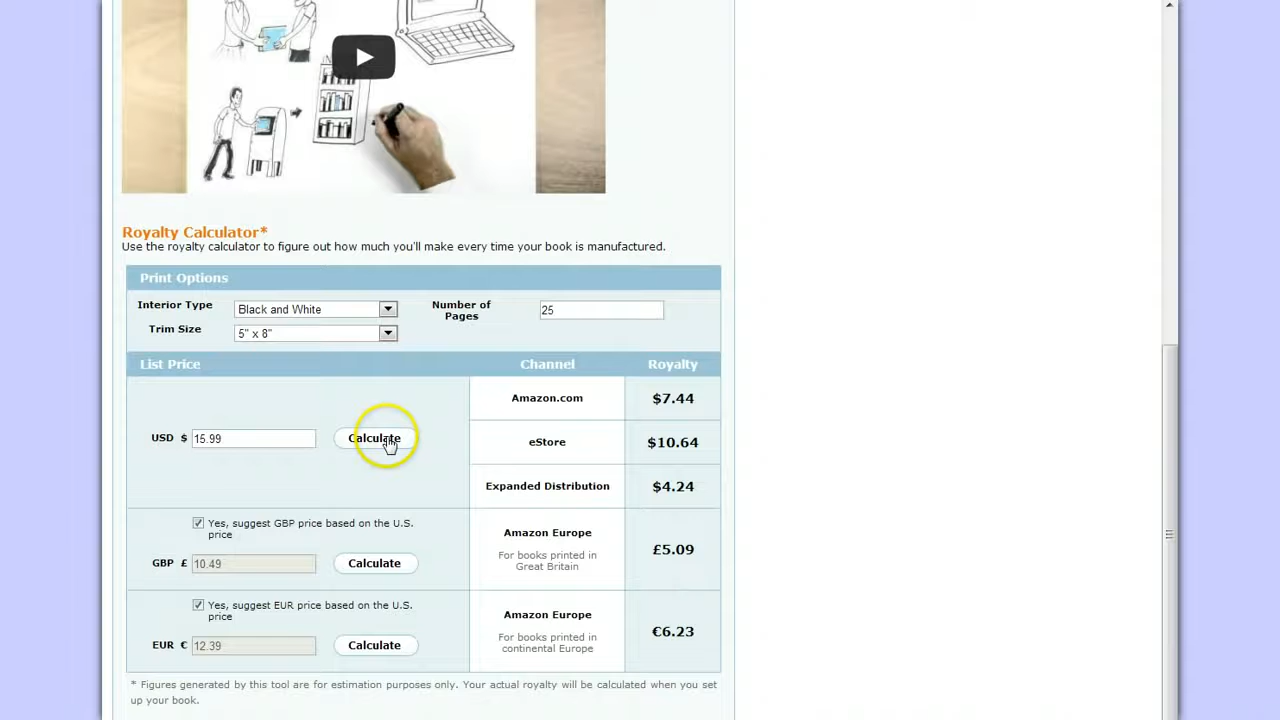 Royalty Calculator*
Use the royalty calculator to figure out how much you'll make every time your book is manufactured.
Print Options
Interior Type
Black and White
Number of
Pages
25
Trim Size
5" x 8"
List Price
Channel
Royalty
USD $
15.99
Calculate
Amazon.com
$7.44
eStore
$10.64
Expanded Distribution
$4.24
Yes, suggest GBP price based on the U.S.
price
GBP £
10.49
Calculate
Amazon Europe
For books printed in
Great Britain
£5.09
Yes, suggest EUR price based on the U.S.
price
EUR €
12.39
Calculate
Amazon Europe
For books printed in
continental Europe
€6.23
* Figures generated by this tool are for estimation purposes only. Your actual royalty will be calculated when you set
up your book.